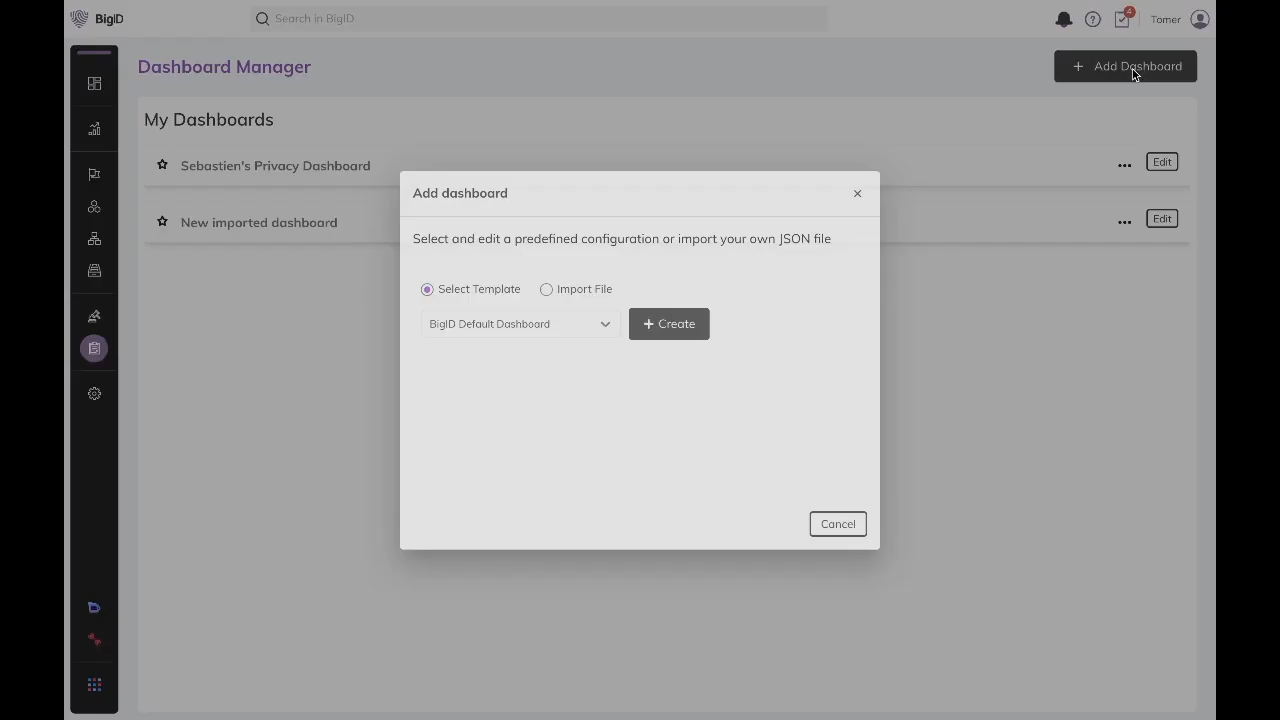 BigID
Search in BigID
4
Tomer
Dashboard Manager
+ Add Dashboard
My Dashboards
Sebastien's Privacy Dashboard
Edit
New imported dashboard
Edit
Add dashboard
Select and edit a predefined configuration or import your own JSON file
Select Template
Import File
BigID Default Dashboard
+ Create
Cancel